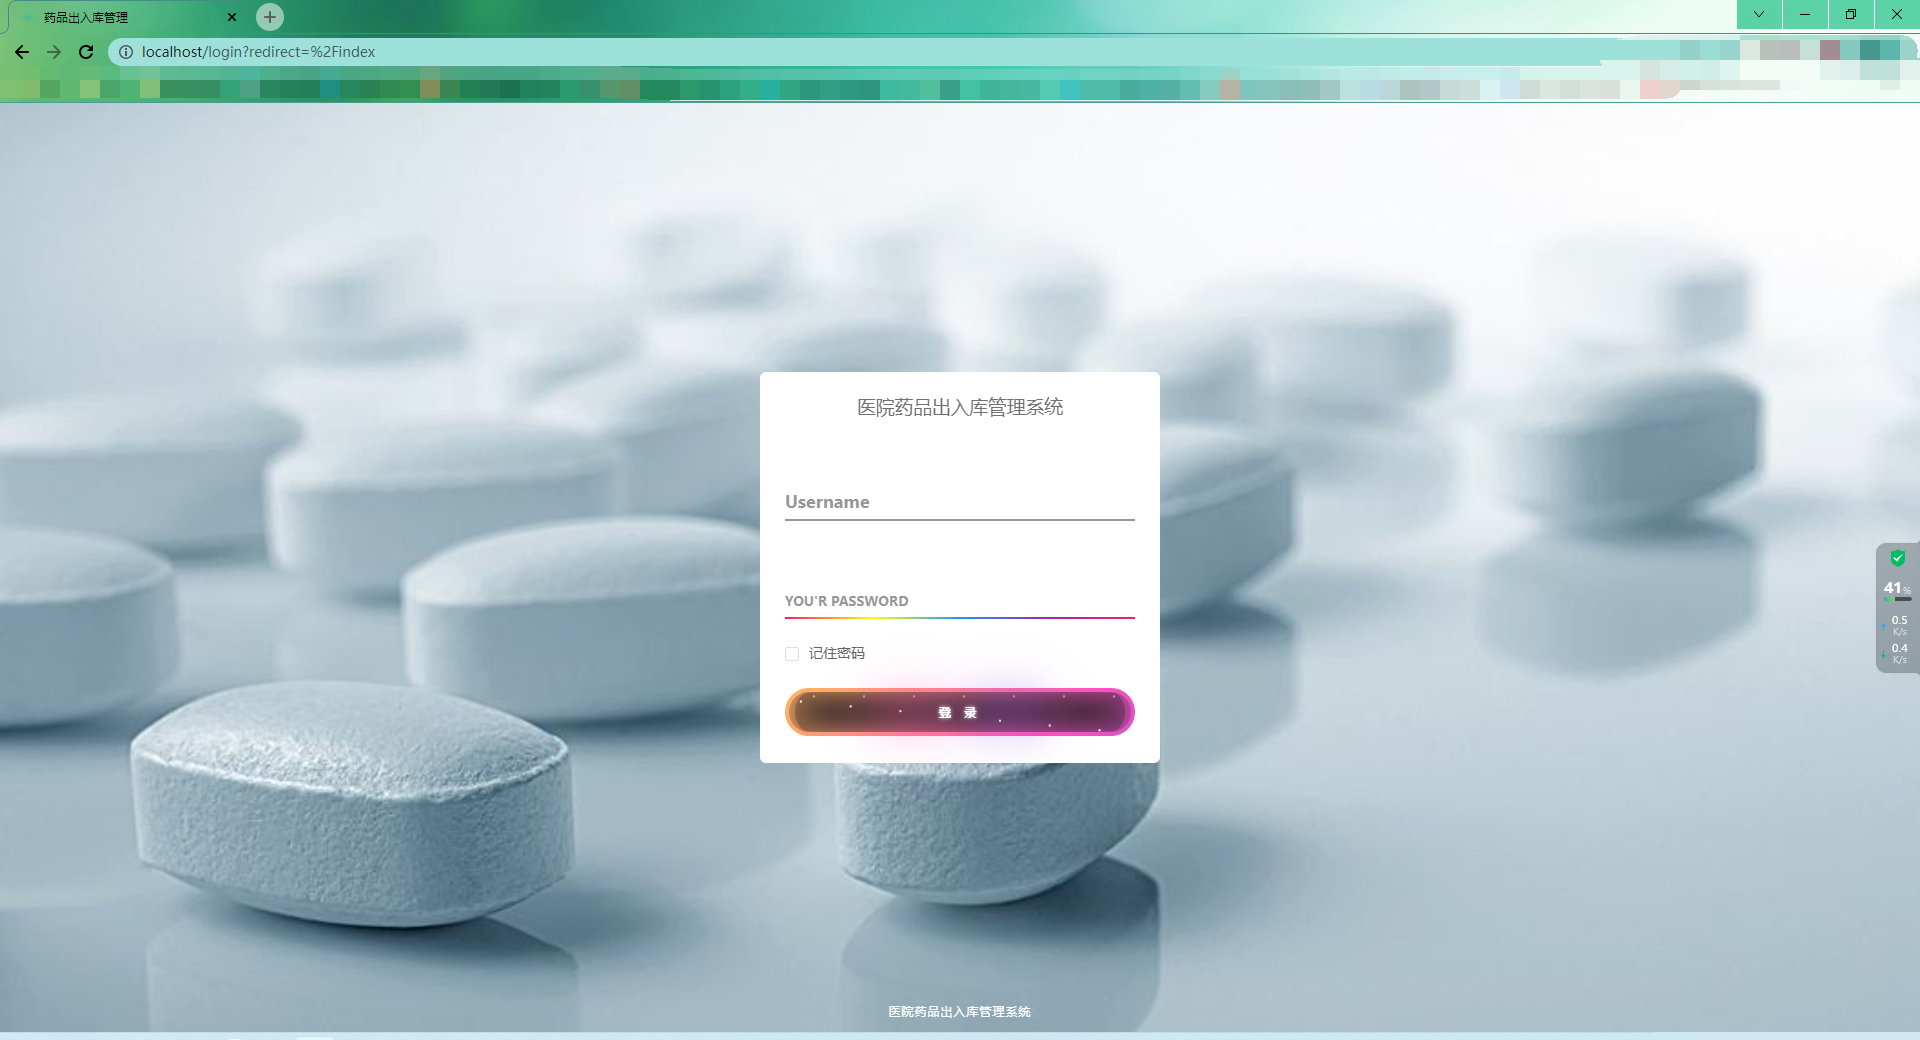 药品出入库管理
localhost/login?redirect=%2Findex
医院药品出入库管理系统
Username
YOU'R PASSWORD
记住密码
登 录
41%
0.5
K/s
0.4
K/s
医院药品出入库管理系统